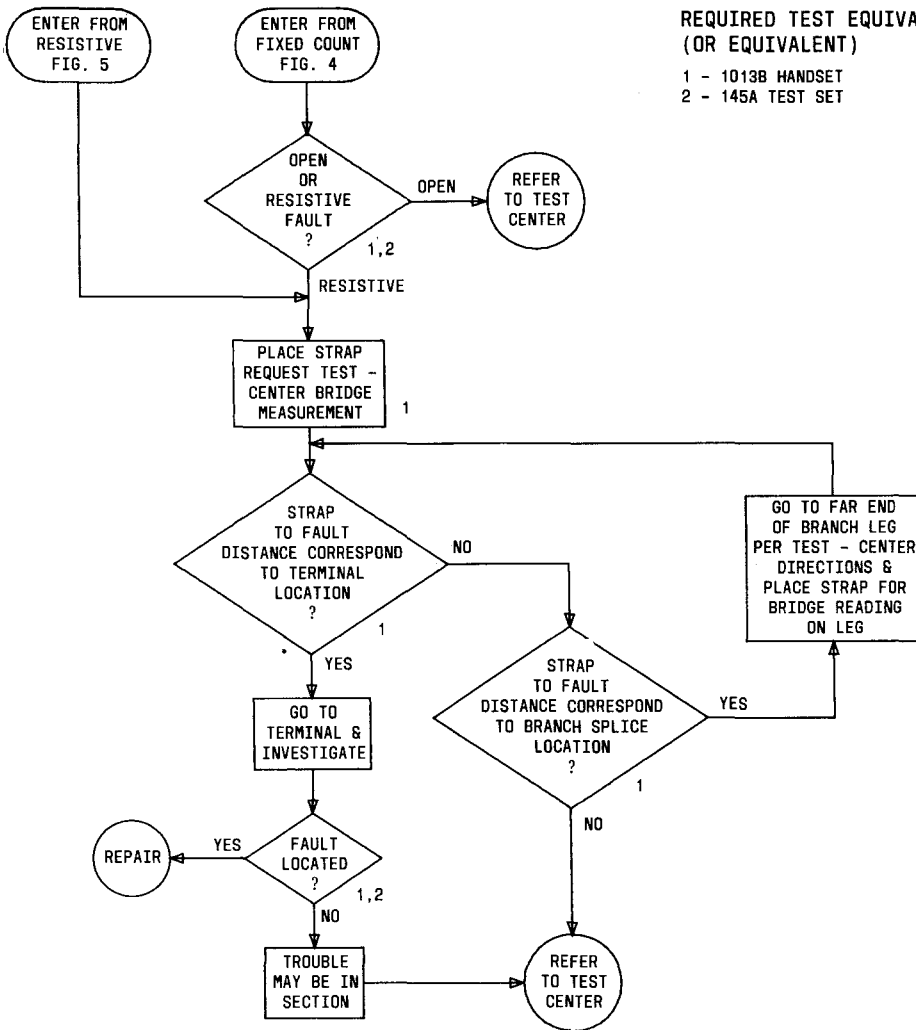 ENTER FROM
RESISTIVE
FIG. 5
ENTER FROM
FIXED COUNT
FIG. 4
REQUIRED TEST EQUIVA
(OR EQUIVALENT)
1 - 1013B HANDSET
2 - 145A TEST SET
OPEN
OR
RESISTIVE
FAULT
?
1,2
OPEN
REFER
TO TEST
CENTER
RESISTIVE
PLACE STRAP
REQUEST TEST -
CENTER BRIDGE
MEASUREMENT
1
STRAP
TO FAULT
DISTANCE CORRESPOND
TO TERMINAL
LOCATION
?
1
NO
GO TO FAR END
OF BRANCH LEG
PER TEST - CENTER
DIRECTIONS &
PLACE STRAP FOR
BRIDGE READING
ON LEG
YES
STRAP
TO FAULT
DISTANCE CORRESPOND
TO BRANCH SPLICE
LOCATION
?
1
YES
NO
GO TO
TERMINAL &
INVESTIGATE
FAULT
LOCATED
?
1,2
YES
REPAIR
NO
TROUBLE
MAY BE IN
SECTION
REFER
TO TEST
CENTER